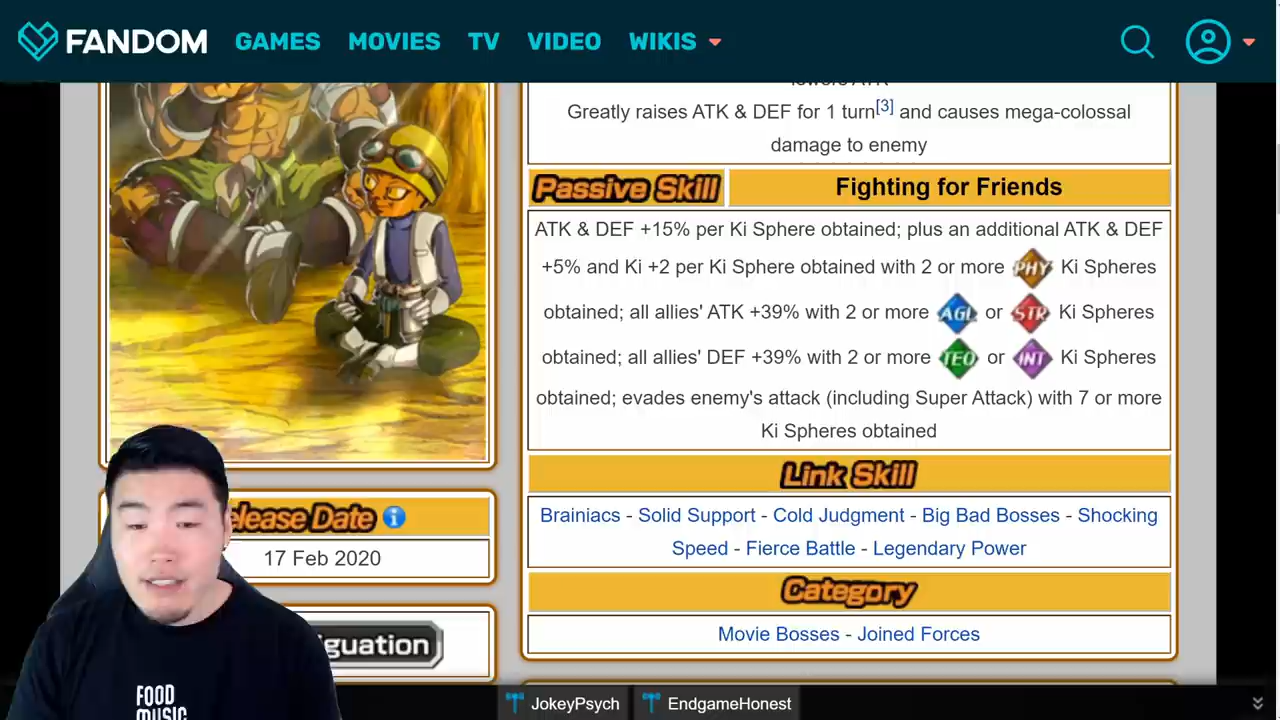 FANDOM GAMES MOVIES TV VIDEO WIKIS
lowers ATK
Greatly raises ATK & DEF for 1 turn[3] and causes mega-colossal
damage to enemy
Passive Skill Fighting for Friends
ATK & DEF +15% per Ki Sphere obtained; plus an additional ATK & DEF
+5% and Ki +2 per Ki Sphere obtained with 2 or more PHY Ki Spheres
obtained; all allies' ATK +39% with 2 or more AGL or STR Ki Spheres
obtained; all allies' DEF +39% with 2 or more TEQ or INT Ki Spheres
obtained; evades enemy's attack (including Super Attack) with 7 or more
Ki Spheres obtained
Link Skill
Brainiacs - Solid Support - Cold Judgment - Big Bad Bosses - Shocking
Speed - Fierce Battle - Legendary Power
Category
Movie Bosses - Joined Forces
elease Date i
17 Feb 2020
iguation
FOOD
MUSIC
JokeyPsych EndgameHonest